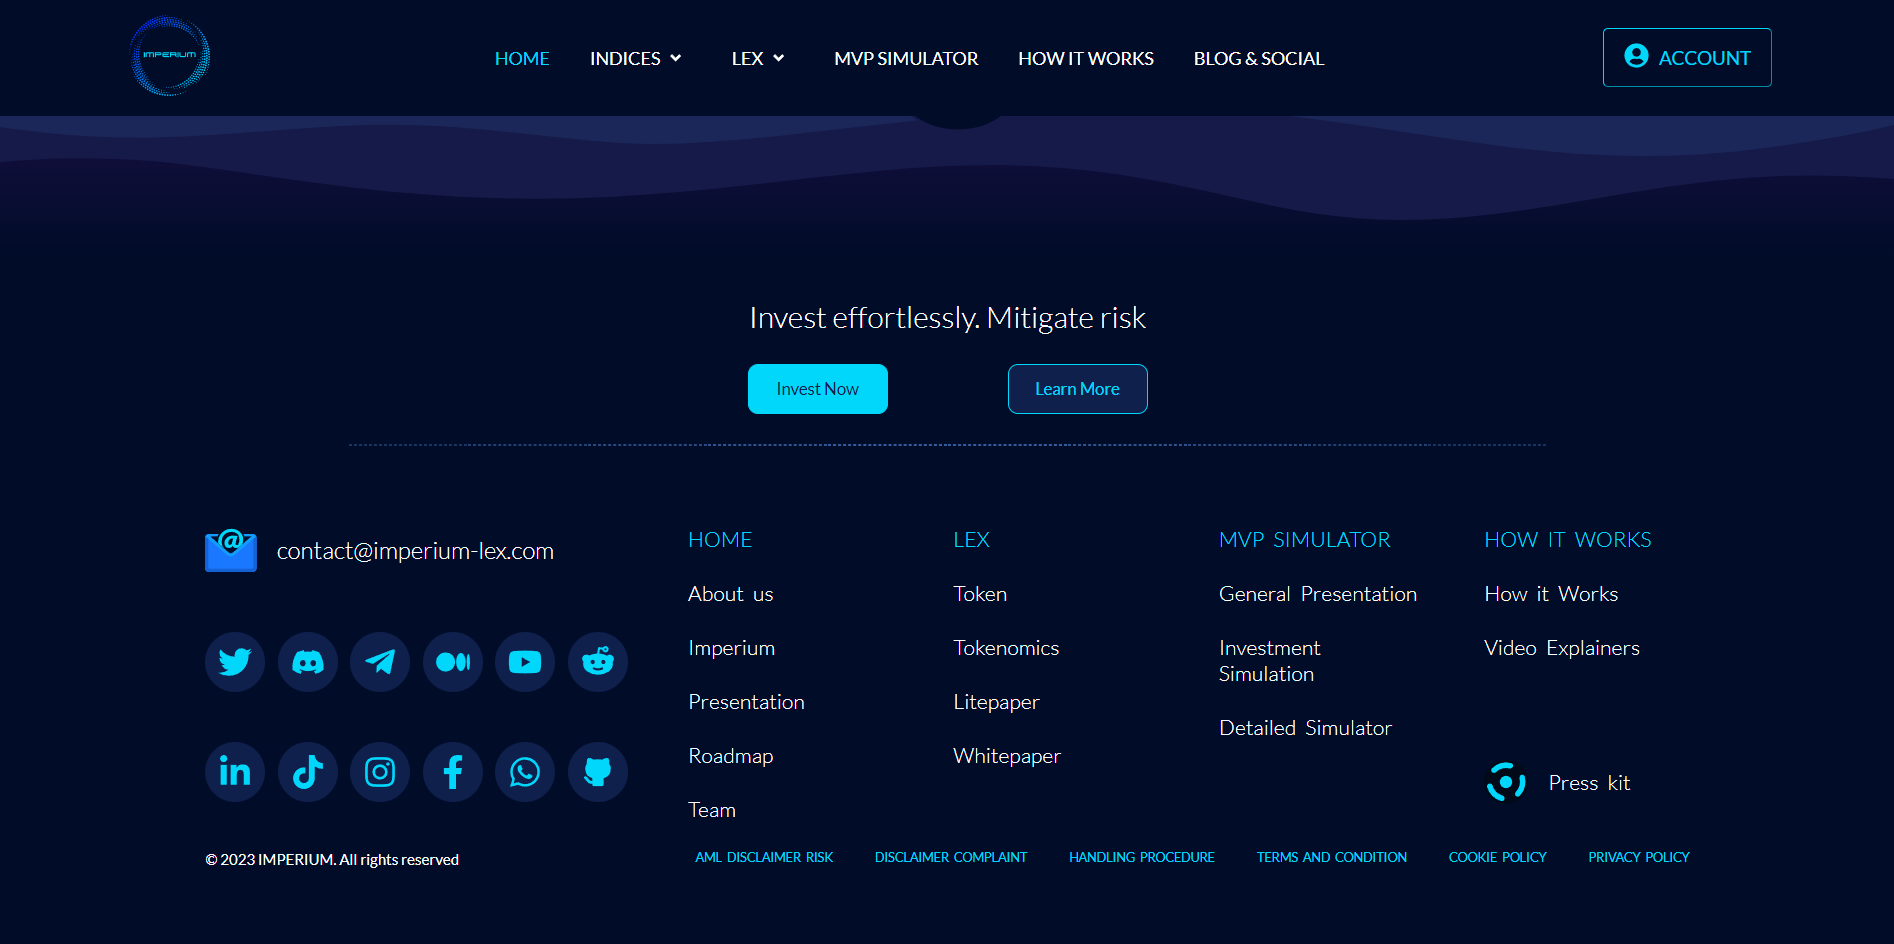 IMPERIUM
HOME
INDICES
LEX
MVP SIMULATOR
HOW IT WORKS
BLOG & SOCIAL
ACCOUNT
Invest effortlessly. Mitigate risk
Invest Now
Learn More
contact@imperium-lex.com
HOME
About us
Imperium
Presentation
Roadmap
Team
LEX
Token
Tokenomics
Litepaper
Whitepaper
MVP SIMULATOR
General Presentation
Investment
Simulation
Detailed Simulator
HOW IT WORKS
How it Works
Video Explainers
Press kit
© 2023 IMPERIUM. All rights reserved
AML DISCLAIMER RISK
DISCLAIMER COMPLAINT
HANDLING PROCEDURE
TERMS AND CONDITION
COOKIE POLICY
PRIVACY POLICY